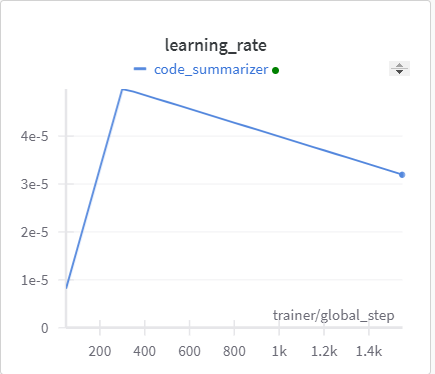 learning_rate
code_summarizer
4e-5
3e-5
2e-5
1e-5
0
trainer/global_step
200 400 600 800 1k 1.2k 1.4k